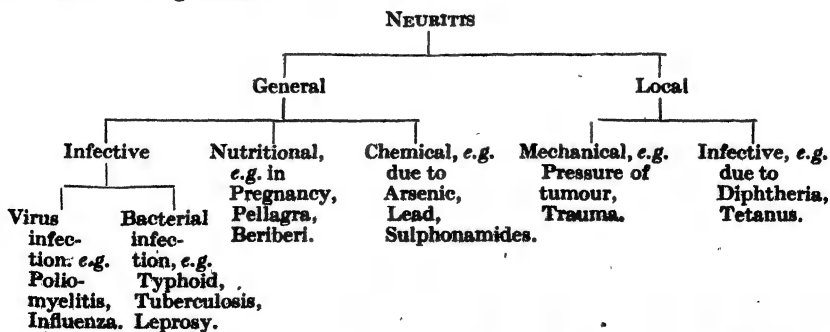 NEURITIS
General
Local
Infective
Nutritional,
e.g. in
Pregnancy,
Pellagra,
Beriberi.
Chemical, e.g.
due to
Arsenic,
Lead,
Sulphonamides.
Mechanical, e.g.
Pressure of
tumour,
Trauma.
Infective, e.g.
due to
Diphtheria,
Tetanus.
Virus
infec-
tion. e.g.
Polio-
myelitis,
Influenza.
Bacterial
infec-
tion, e.g.
Typhoid,
Tuberculosis,
Leprosy.